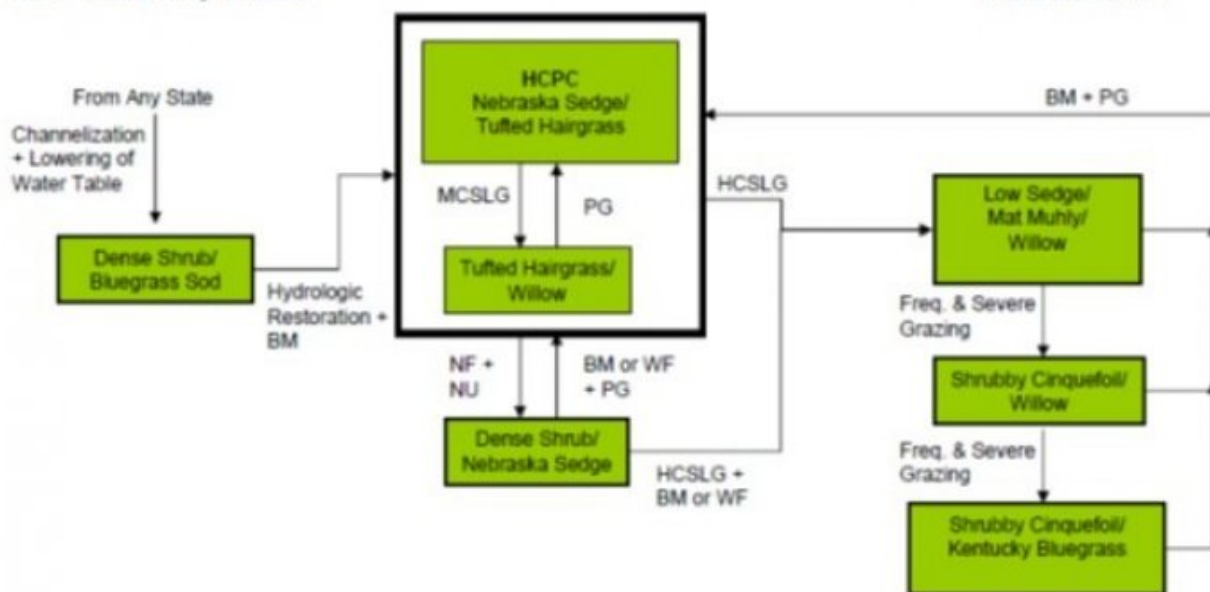 HCPC
Nebraska Sedge/
Tufted Hairgrass
From Any State
BM + PG
Channelization
+ Lowering of
Water Table
MCSLG
PG
HCSLG
Low Sedge/
Mat Muhly/
Willow
Dense Shrub/
Bluegrass Sod
Tufted Hairgrass/
Willow
Hydrologic
Restoration +
BM
Freq. & Severe
Grazing
NF +
NU
BM or WF
+ PG
Shrubby Cinquefoil/
Willow
Dense Shrub/
Nebraska Sedge
HCSLG +
BM or WF
Freq. & Severe
Grazing
Shrubby Cinquefoil/
Kentucky Bluegrass